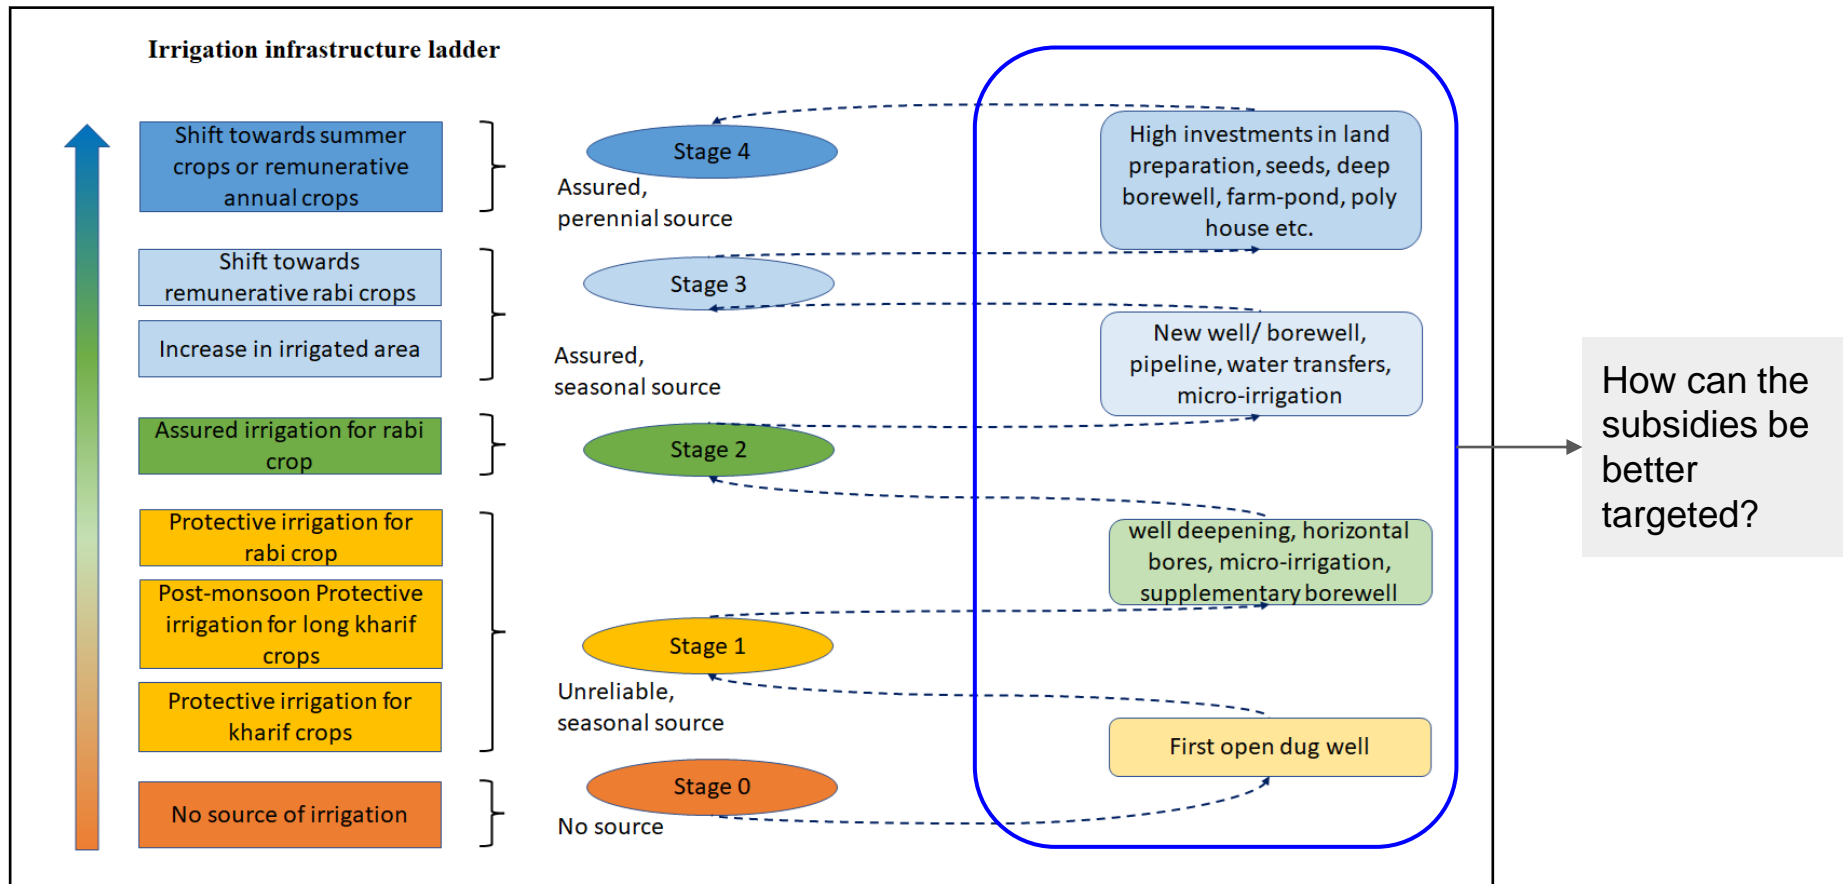 Irrigation infrastructure ladder
Shift towards summer
crops or remunerative
annual crops
Shift towards
remunerative rabi crops
Increase in irrigated area
Assured irrigation for rabi
crop
Protective irrigation for
rabi crop
Post-monsoon Protective
irrigation for long kharif
crops
Protective irrigation for
kharif crops
No source of irrigation
Stage 4
Assured,
perennial source
Stage 3
Assured,
seasonal source
Stage 2
Stage 1
Unreliable,
seasonal source
Stage 0
No source
High investments in land
preparation, seeds, deep
borewell, farm-pond, poly
house etc.
New well/ borewell,
pipeline, water transfers,
micro-irrigation
well deepening, horizontal
bores, micro-irrigation,
supplementary borewell
First open dug well
How can the
subsidies be
better
targeted?